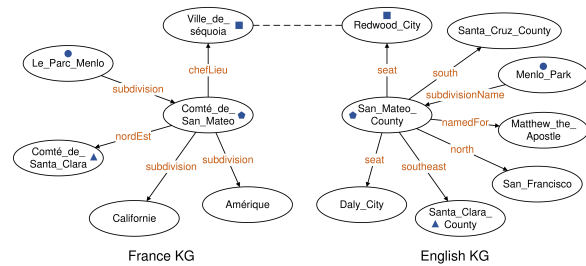 Ville_de_
séquoia
Redwood_City
Santa_Cruz_County
Le_Parc_Menlo
Menlo_Park
chefLieu
seat
south
subdivision
subdivisionName
Comté_de_
San_Mateo
San_Mateo_
County
namedFor
Matthew_the_
Apostle
nordEst
north
Comté_de_
Santa_Clara
subdivision
subdivision
seat
southeast
San_Francisco
Californie
Amérique
Daly_City
Santa_Clara_
County
France KG
English KG